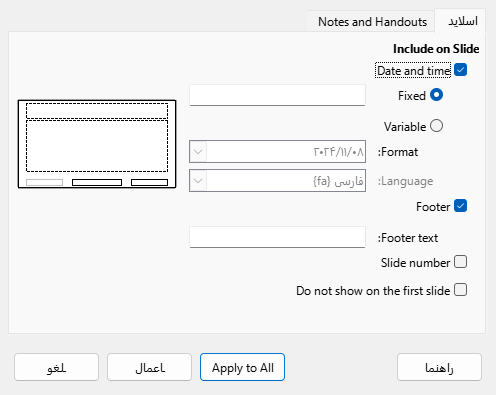 اسلاید
Notes and Handouts
Include on Slide
Date and time
Fixed
Variable
Format:
۲۰۲۴/۱۱/۰۸
Language:
فارسی {fa}
Footer
Footer text:
Slide number
Do not show on the first slide
راهنما
Apply to All
اعمال
لغو